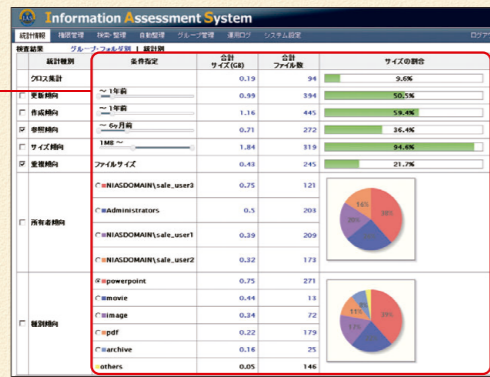 Information Assessment System
統計情報 権限管理 検索・整理 自動整理 グループ管理 運用ログ システム設定 ログアウ
検査結果 グループ・フォルダ別 | 統計別
統計種別 条件指定 合計サイズ(GB) 合計ファイル数 サイズの割合
クロス集計 0.19 94 9.6%
更新傾向 ～ 1年前 0.99 394 50.5%
作成傾向 ～ 1年前 1.16 445 59.4%
参照傾向 ～ 6ヶ月前 0.71 272 36.4%
サイズ傾向 1MB ～ 1.84 319 94.6%
重複傾向 ファイルサイズ 0.43 245 21.7%
所有者傾向
NIASDOMAIN\sale_user3 0.75 121
Administrators 0.5 203
NIASDOMAIN\sale_user1 0.39 209
NIASDOMAIN\sale_user2 0.32 173
16%
20%
種別傾向
powerpoint 0.75 271
movie 0.44 13
image 0.34 72
pdf 0.22 179
archive 0.16 25
others 0.05 146
11%
17%